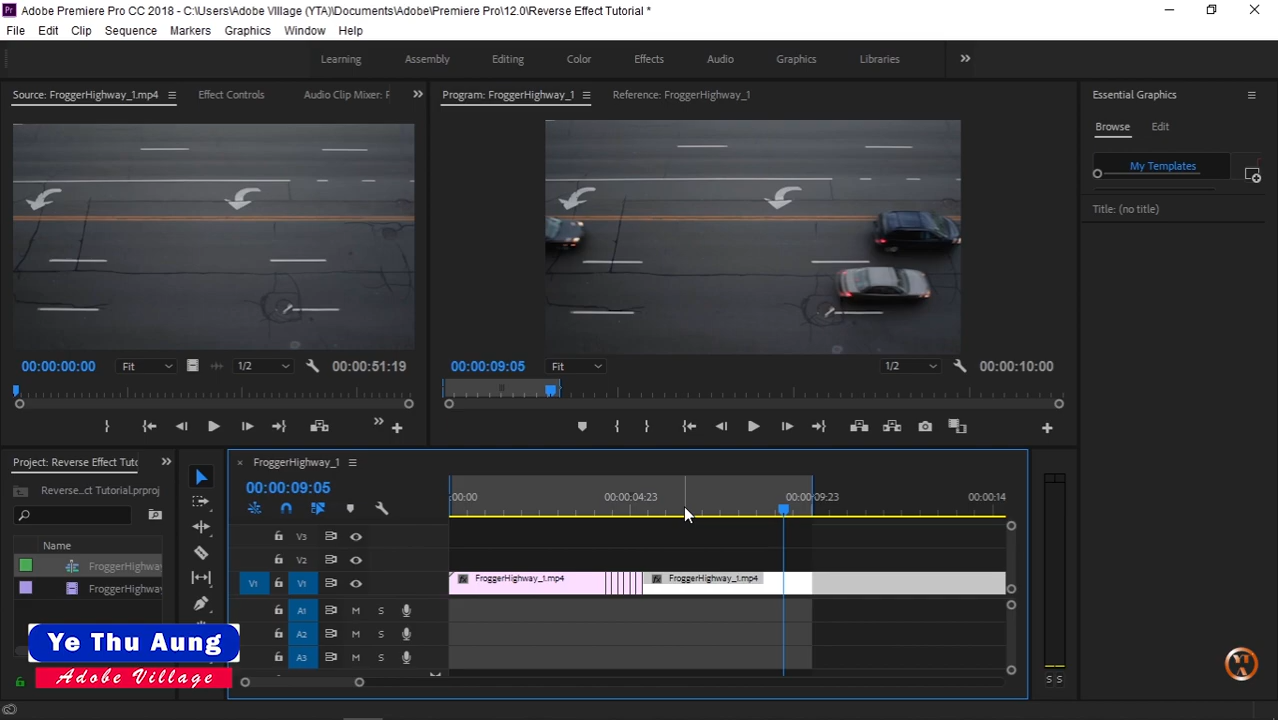 Adobe Premiere Pro CC 2018 - C:\Users\Adobe Village (YTA)\Documents\Adobe\Premiere Pro\12.0\Reverse Effect Tutorial *
File Edit Clip Sequence Markers Graphics Window Help
Learning Assembly Editing Color Effects Audio Graphics Libraries
Source: FroggerHighway_1.mp4 Effect Controls Audio Clip Mixer: F
Program: FroggerHighway_1 Reference: FroggerHighway_1
Essential Graphics
Browse Edit
My Templates
Title: (no title)
00:00:00:00 Fit 1/2 00:00:51:19
00:00:09:05 Fit 1/2 00:00:10:00
Project: Reverse Effect Tuto
Reverse...ct Tutorial.prproj
Name
FroggerHighway
FroggerHighway
FroggerHighway_1
00:00:09:05
:00:00 00:00:04:23 00:00:09:23 00:00:14
V3
V2
V1 V1 FroggerHighway_1.mp4 FroggerHighway_1.mp4
A1 M S
A2 M S
A3 M S
S S
Ye Thu Aung
Adobe Village